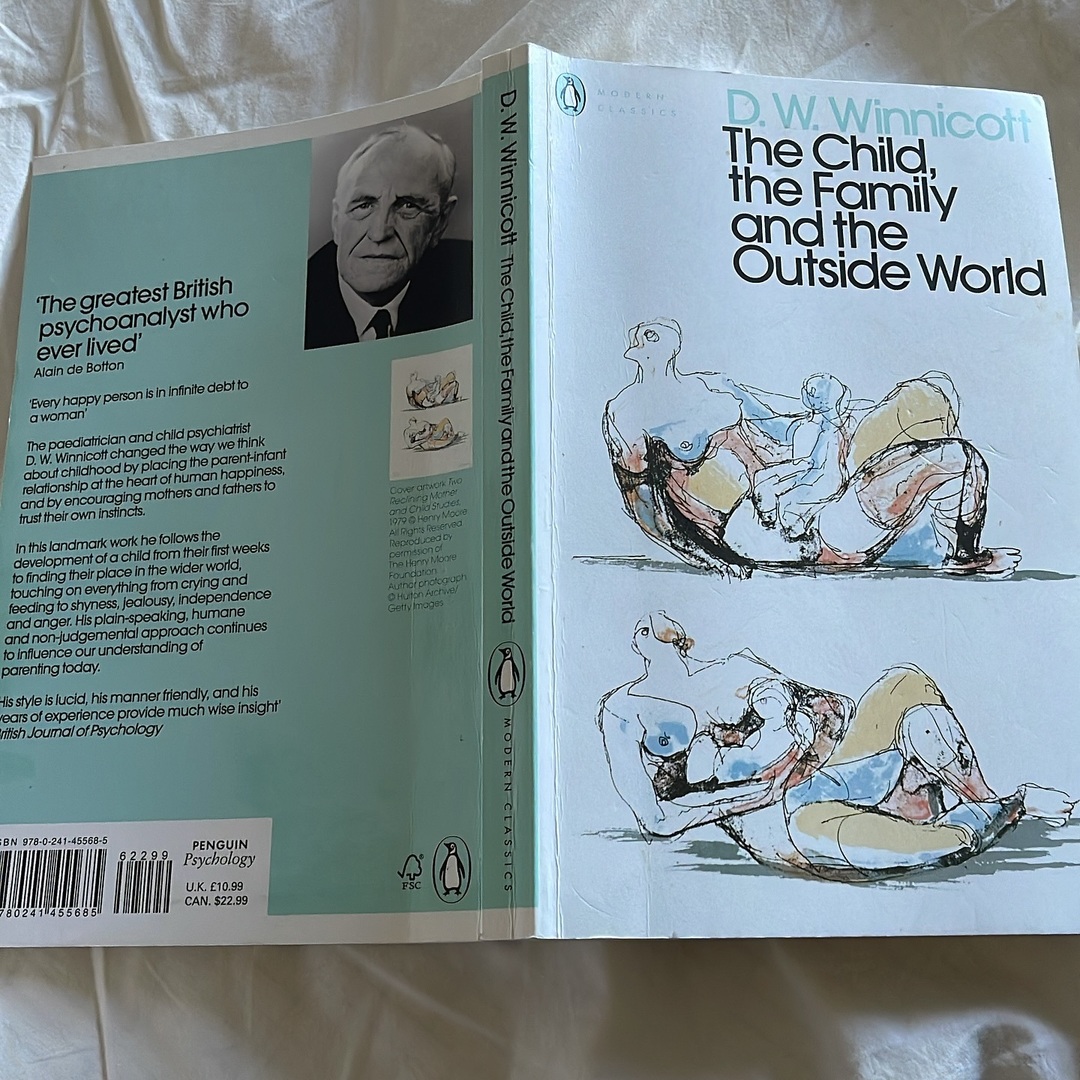 'The greatest British
psychoanalyst who
ever lived'
Alain de Botton
'Every happy person is in infinite debt to
a woman'
The paediatrician and child psychiatrist
D. W. Winnicott changed the way we think
about childhood by placing the parent-infant
relationship at the heart of human happiness,
and by encouraging mothers and fathers to
trust their own instincts.
In this landmark work he follows the
development of a child from their first weeks
to finding their place in the wider world,
touching on everything from crying and
feeding to shyness, jealousy, independence
and anger. His plain-speaking, humane
and non-judgemental approach continues
to influence our understanding of
parenting today.
His style is lucid, his manner friendly, and his
years of experience provide much wise insight'
British Journal of Psychology
Cover artwork Two
Reclining Mother
and Child Studies,
1979 © Henry Moore
All Rights Reserved
Reproduced by
permission of
The Henry Moore
Foundation
Author photograph
© Hulton Archive/
Getty Images
ISBN 978-0-241-45568-5
62299
780241 455685
PENGUIN
Psychology
U.K. £10.99
CAN. $22.99
FSC
D. W. Winnicott The Child, the Family and the Outside World
MODERN CLASSICS
MODERN
CLASSICS
D. W. Winnicott
The Child,
the Family
and the
Outside World